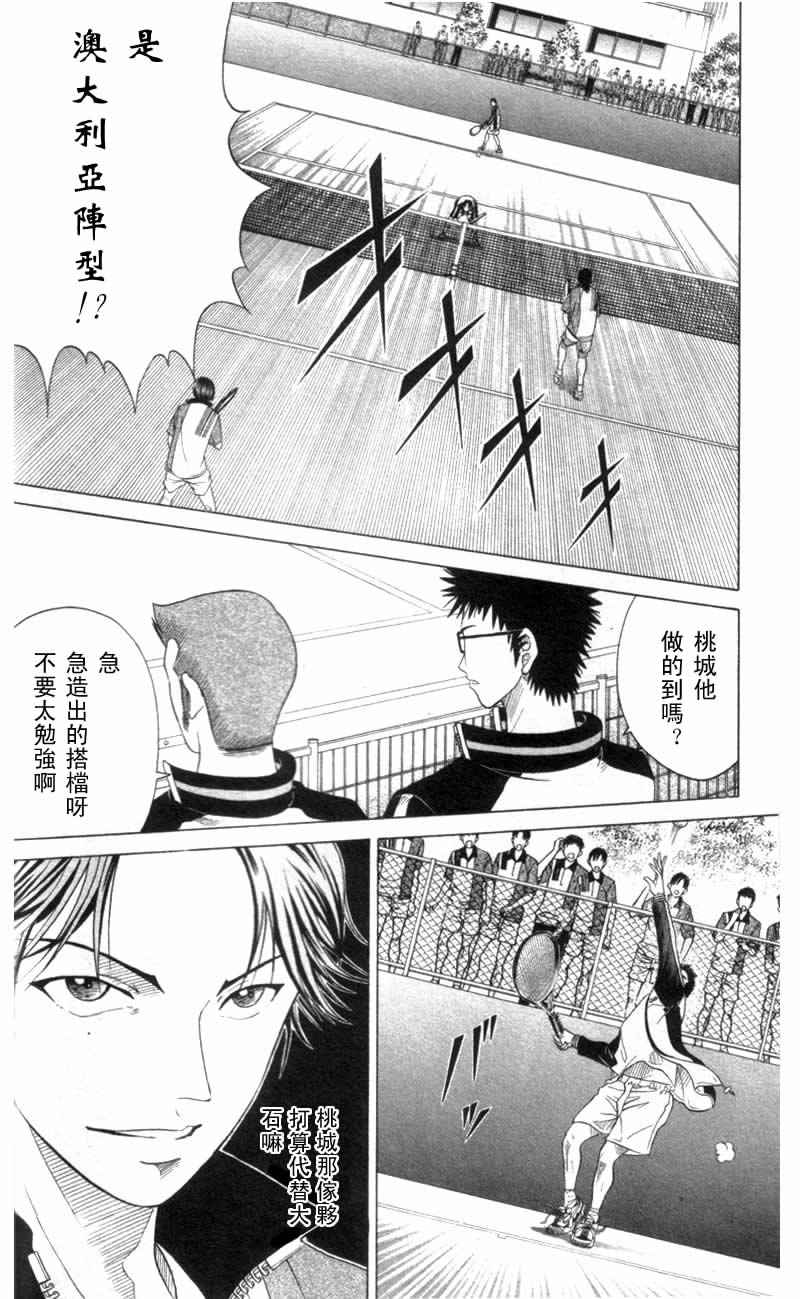 是
澳大利亞陣型!?
桃城他
做的到嗎？
急
急造出的搭檔呀
不要太勉強啊
桃城那傢夥
打算代替大
石嘛